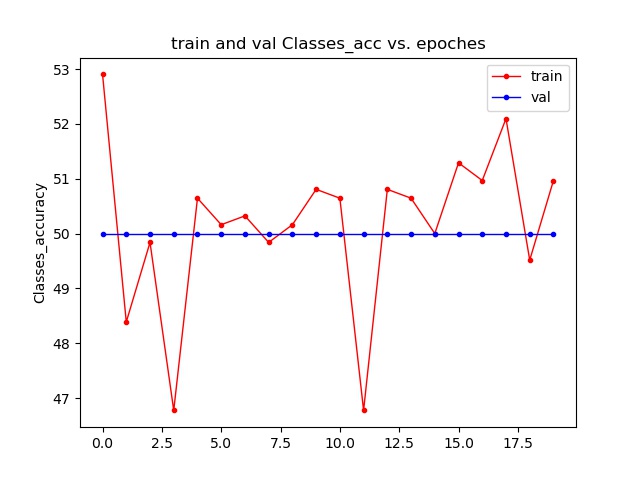 train and val Classes_acc vs. epoches
train
val
Classes_accuracy
53
52
51
50
49
48
47
0.0 2.5 5.0 7.5 10.0 12.5 15.0 17.5